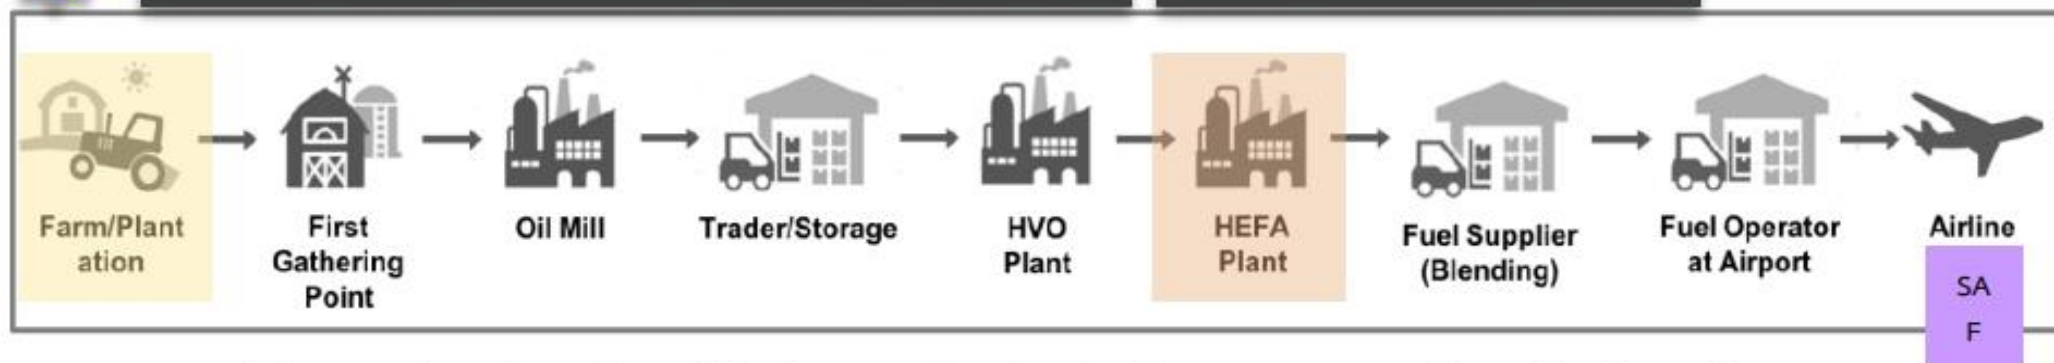 Farm/Plant
ation
First
Gathering
Point
Oil Mill
Trader/Storage
HVO
Plant
HEFA
Plant
Fuel Supplier
(Blending)
Fuel Operator
at Airport
Airline
SA
F